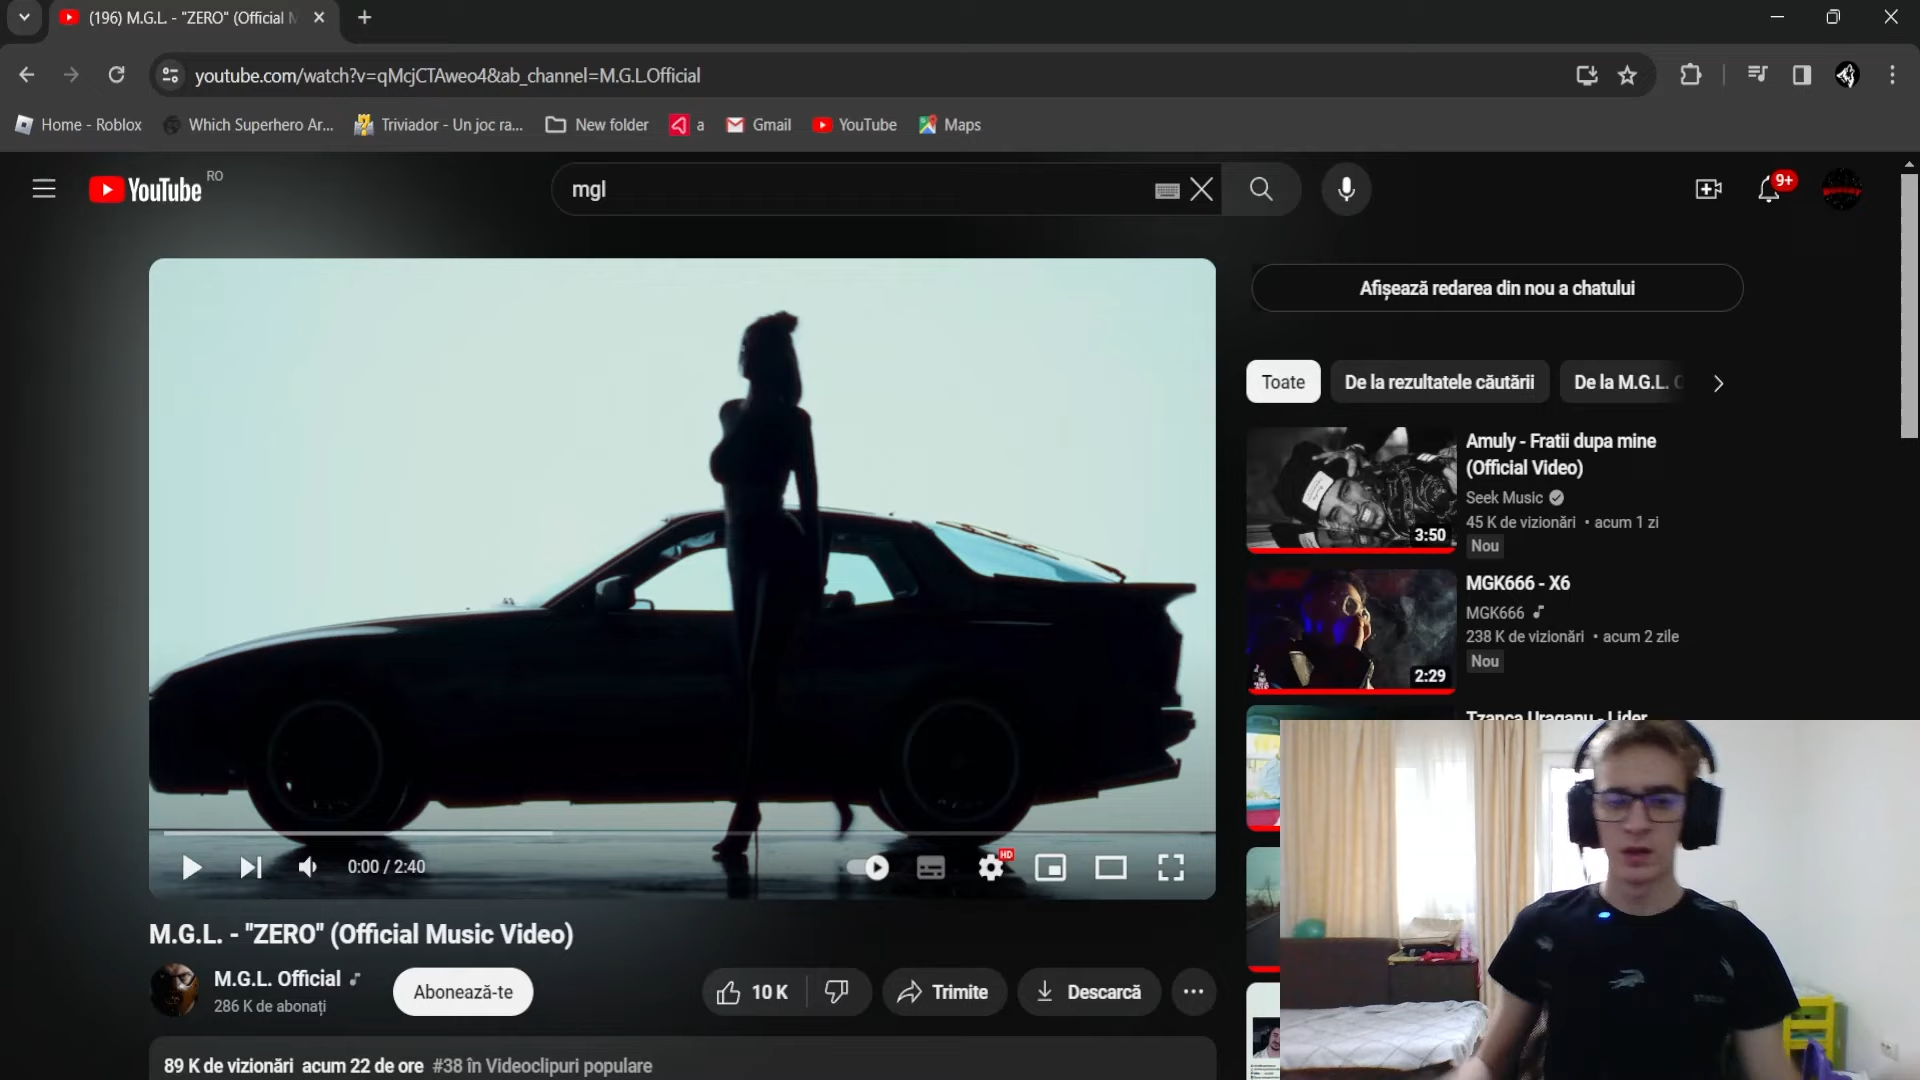 (196) M.G.L. - "ZERO" (Official M
youtube.com/watch?v=qMcjCTAweo4&ab_channel=M.G.L.Official
Home - Roblox
Which Superhero Ar...
Triviador - Un joc ra...
New folder
a
Gmail
YouTube
Maps
YouTube RO
mgl
9+
Afișează redarea din nou a chatului
Toate
De la rezultatele căutării
De la M.G.L. O
Amuly - Fratii dupa mine
(Official Video)
Seek Music
45 K de vizionări • acum 1 zi
Nou
3:50
MGK666 - X6
MGK666
238 K de vizionări • acum 2 zile
Nou
2:29
Tzanca Uraganu - Lider
0:00 / 2:40
HD
M.G.L. - "ZERO" (Official Music Video)
M.G.L. Official
286 K de abonați
Abonează-te
10 K
Trimite
Descarcă
89 K de vizionări acum 22 de ore #38 în Videoclipuri populare